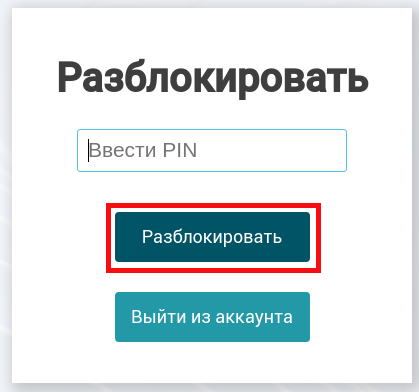 Разблокировать
Ввести PIN
Разблокировать
Выйти из аккаунта